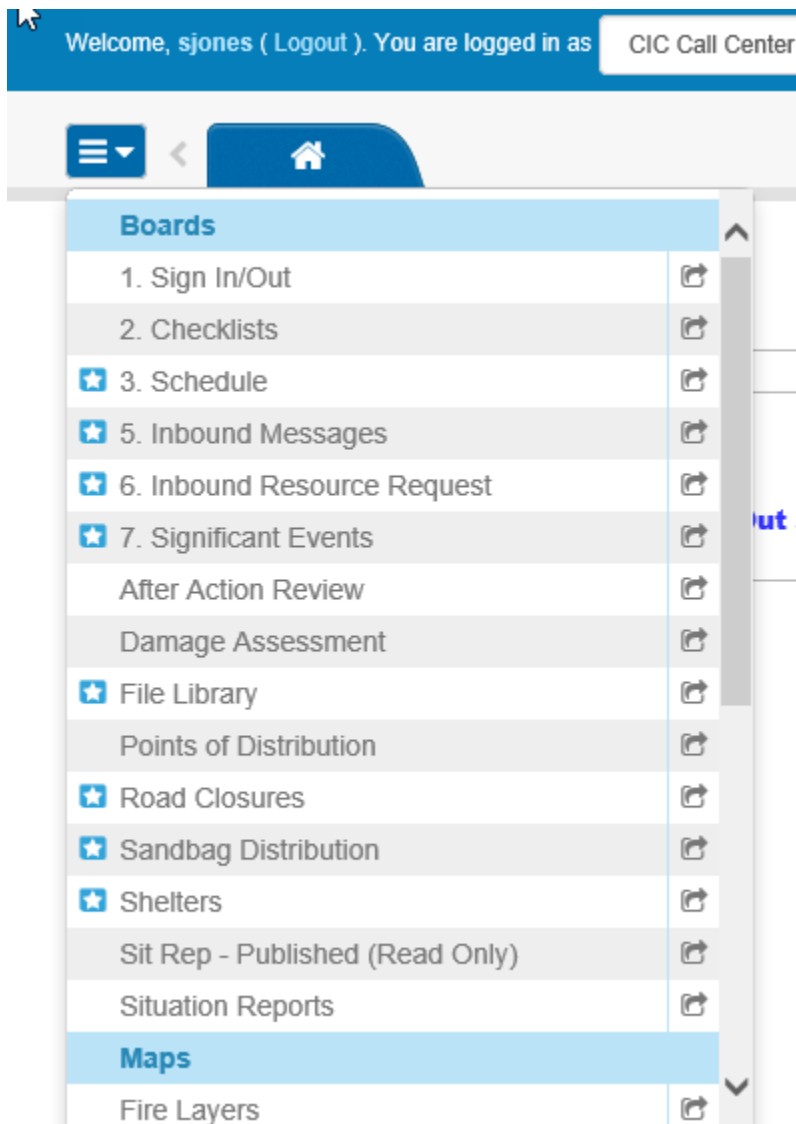 Welcome, sjones ( Logout ). You are logged in as CIC Call Center
Boards
1. Sign In/Out
2. Checklists
3. Schedule
5. Inbound Messages
6. Inbound Resource Request
7. Significant Events
After Action Review
Damage Assessment
File Library
Points of Distribution
Road Closures
Sandbag Distribution
Shelters
Sit Rep - Published (Read Only)
Situation Reports
Maps
Fire Layers